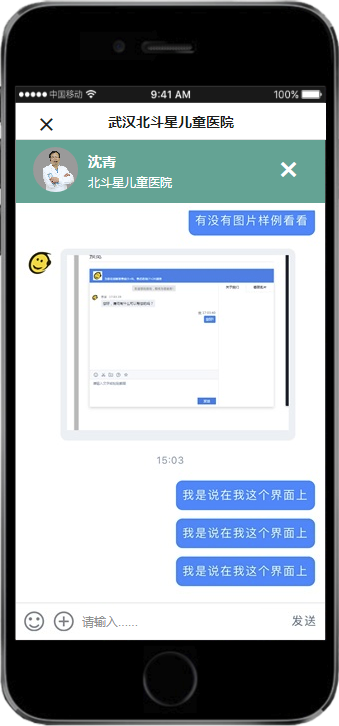 中国移动 9:41 AM 100%
武汉北斗星儿童医院
沈青
北斗星儿童医院
有没有图片样例看看
15:03
我是说在我这个界面上
我是说在我这个界面上
我是说在我这个界面上
请输入...... 发送